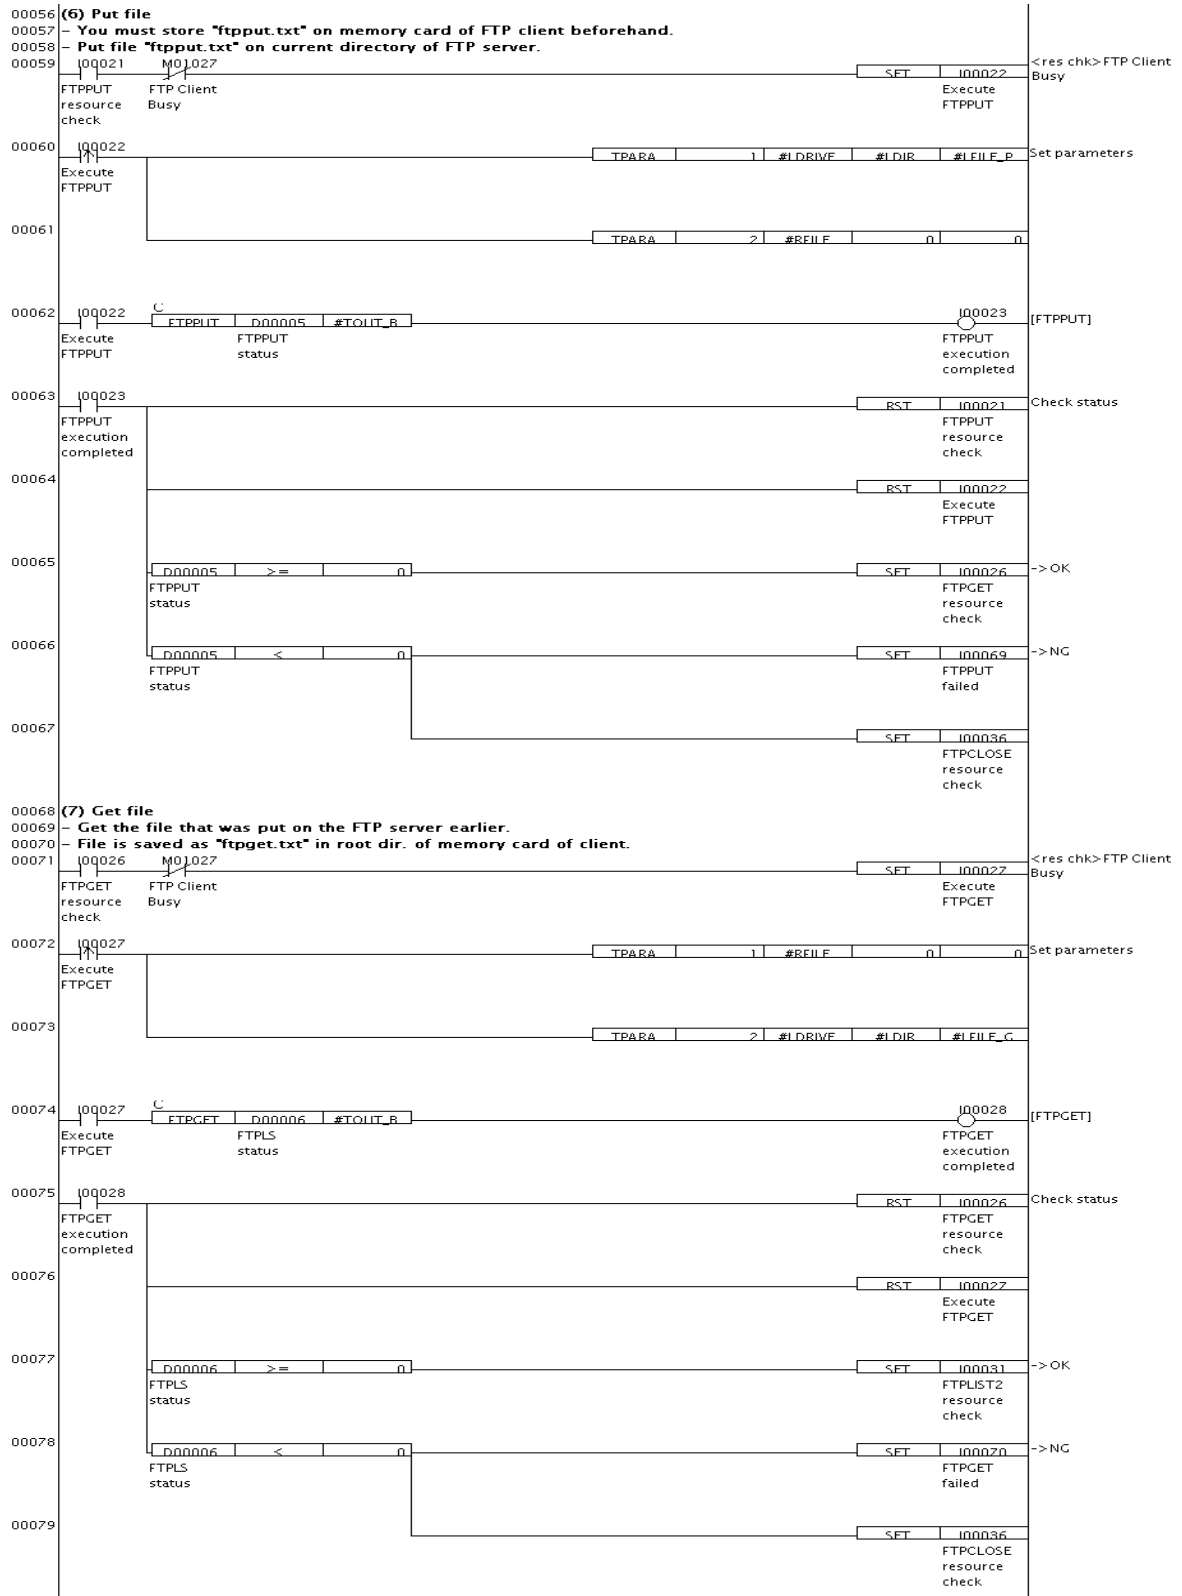 00056 (6) Put file
00057 – You must store "ftpput.txt" on memory card of FTP client beforehand.
00058 – Put file "ftpput.txt" on current directory of FTP server.
00059 I00021 M01027 SET I00022 <res chk>FTP Client
Busy
FTPPUT FTP Client Execute
resource Busy FTPPUT
check
00060 I00022 TPARA 1 #LDRIVE #LDIR #LFILE_P Set parameters
Execute
FTPPUT
00061 TPARA 2 #RFILE 0 0
00062 I00022 C FTPPUT D00005 #TOUT_B I00023 [FTPPUT]
Execute FTPPUT FTPPUT
FTPPUT status execution
completed
00063 I00023 RST I00021 Check status
FTPPUT FTPPUT
execution resource
completed check
00064 RST I00022
Execute
FTPPUT
00065 D00005 >= 0 SET I00026 ->OK
FTPPUT FTPGET
status resource
check
00066 D00005 < 0 SET I00069 ->NG
FTPPUT FTPPUT
status failed
00067 SET I00036
FTPCLOSE
resource
check
00068 (7) Get file
00069 – Get the file that was put on the FTP server earlier.
00070 – File is saved as "ftpget.txt" in root dir. of memory card of client.
00071 I00026 M01027 SET I00027 <res chk>FTP Client
Busy
FTPGET FTP Client Execute
resource Busy FTPGET
check
00072 I00027 TPARA 1 #RFILE 0 0 Set parameters
Execute
FTPGET
00073 TPARA 2 #LDRIVE #LDIR #LFILE_G
00074 I00027 C FTPGET D00006 #TOUT_B I00028 [FTPGET]
Execute FTPLS FTPGET
FTPGET status execution
completed
00075 I00028 RST I00026 Check status
FTPGET FTPGET
execution resource
completed check
00076 RST I00027
Execute
FTPGET
00077 D00006 >= 0 SET I00031 ->OK
FTPLS FTPLIST2
status resource
check
00078 D00006 < 0 SET I00070 ->NG
FTPLS FTPGET
status failed
00079 SET I00036
FTPCLOSE
resource
check